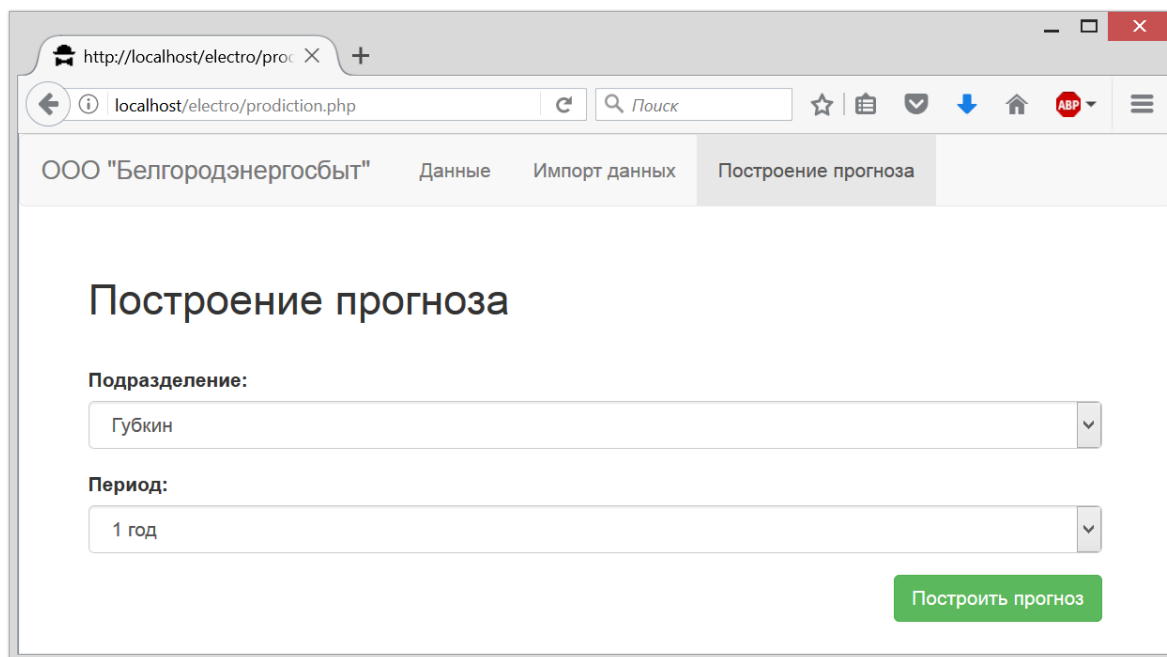 http://localhost/electro/proc
localhost/electro/prodiction.php
Поиск
ABP
ООО "Белгородэнергосбыт" Данные Импорт данных Построение прогноза
Построение прогноза
Подразделение:
Губкин
Период:
1 год
Построить прогноз